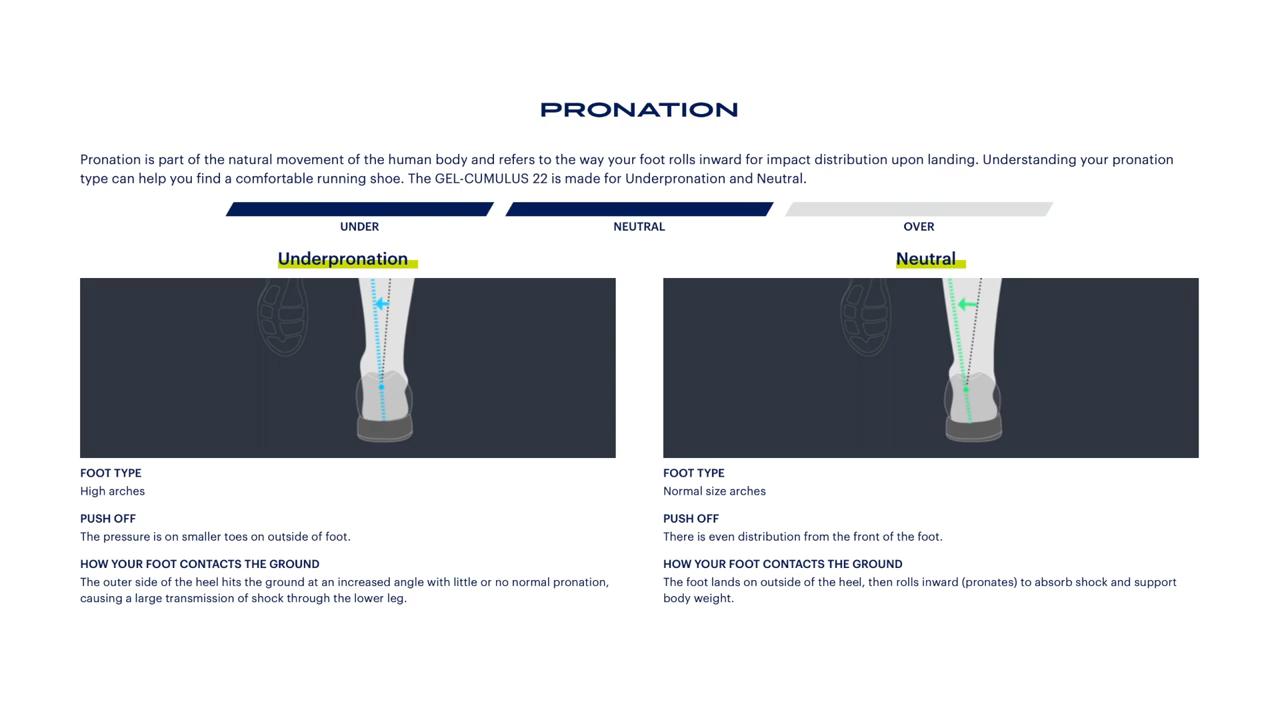 PRONATION
Pronation is part of the natural movement of the human body and refers to the way your foot rolls inward for impact distribution upon landing. Understanding your pronation
type can help you find a comfortable running shoe. The GEL-CUMULUS 22 is made for Underpronation and Neutral.
UNDER
NEUTRAL
OVER
Underpronation
FOOT TYPE
High arches
PUSH OFF
The pressure is on smaller toes on outside of foot.
HOW YOUR FOOT CONTACTS THE GROUND
The outer side of the heel hits the ground at an increased angle with little or no normal pronation,
causing a large transmission of shock through the lower leg.
Neutral
FOOT TYPE
Normal size arches
PUSH OFF
There is even distribution from the front of the foot.
HOW YOUR FOOT CONTACTS THE GROUND
The foot lands on outside of the heel, then rolls inward (pronates) to absorb shock and support
body weight.